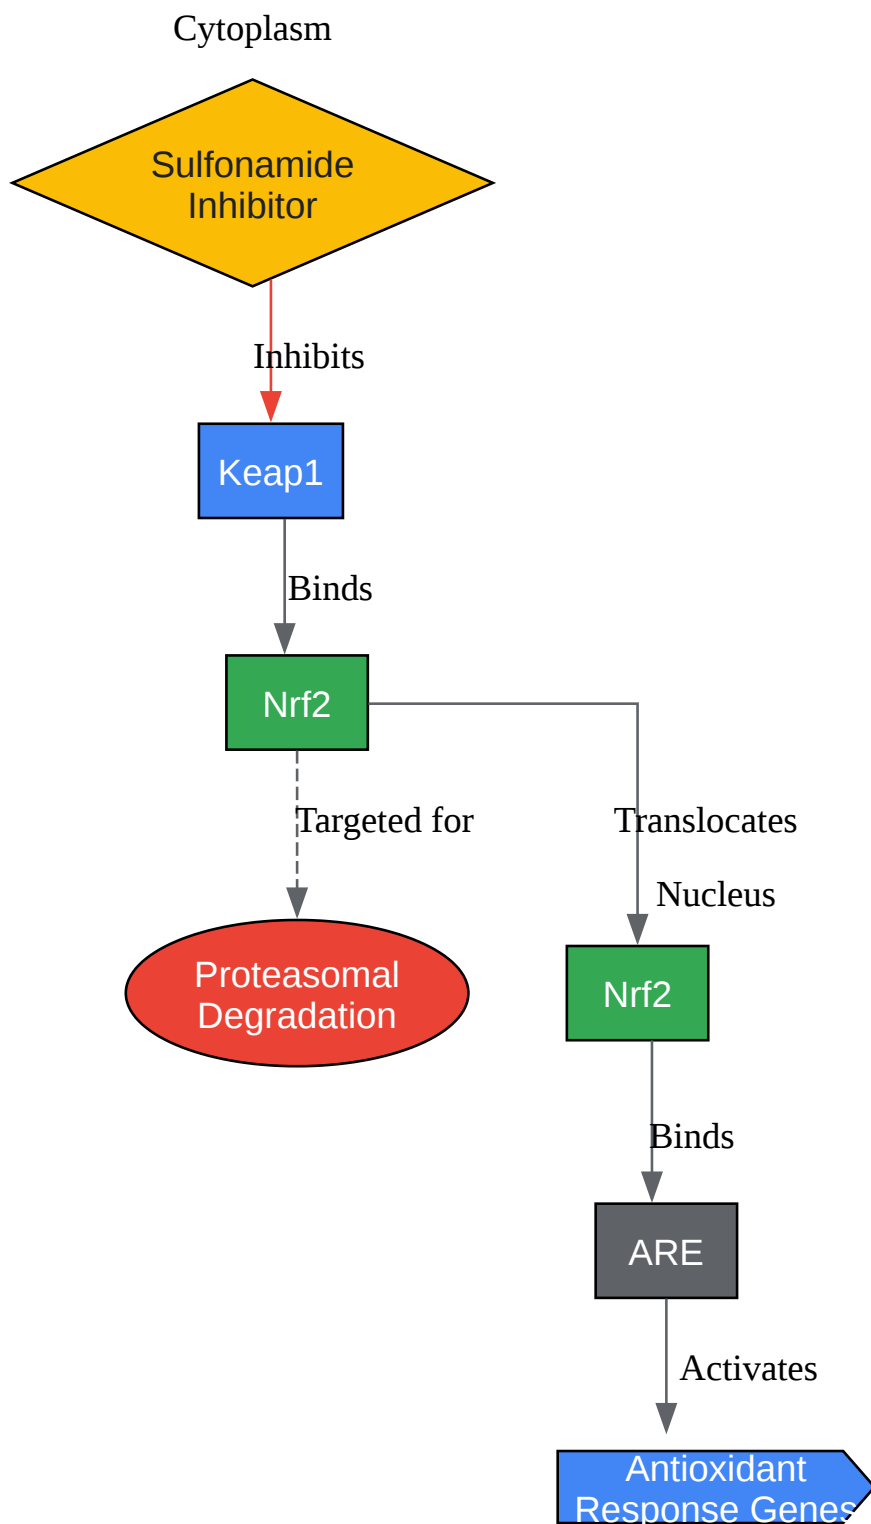 Cytoplasm
Sulfonamide
Inhibitor
Inhibits
Keap1
Binds
Nrf2
Targeted for
Translocates
Nucleus
Proteasomal
Degradation
Nrf2
Binds
ARE
Activates
Antioxidant
Response Genes